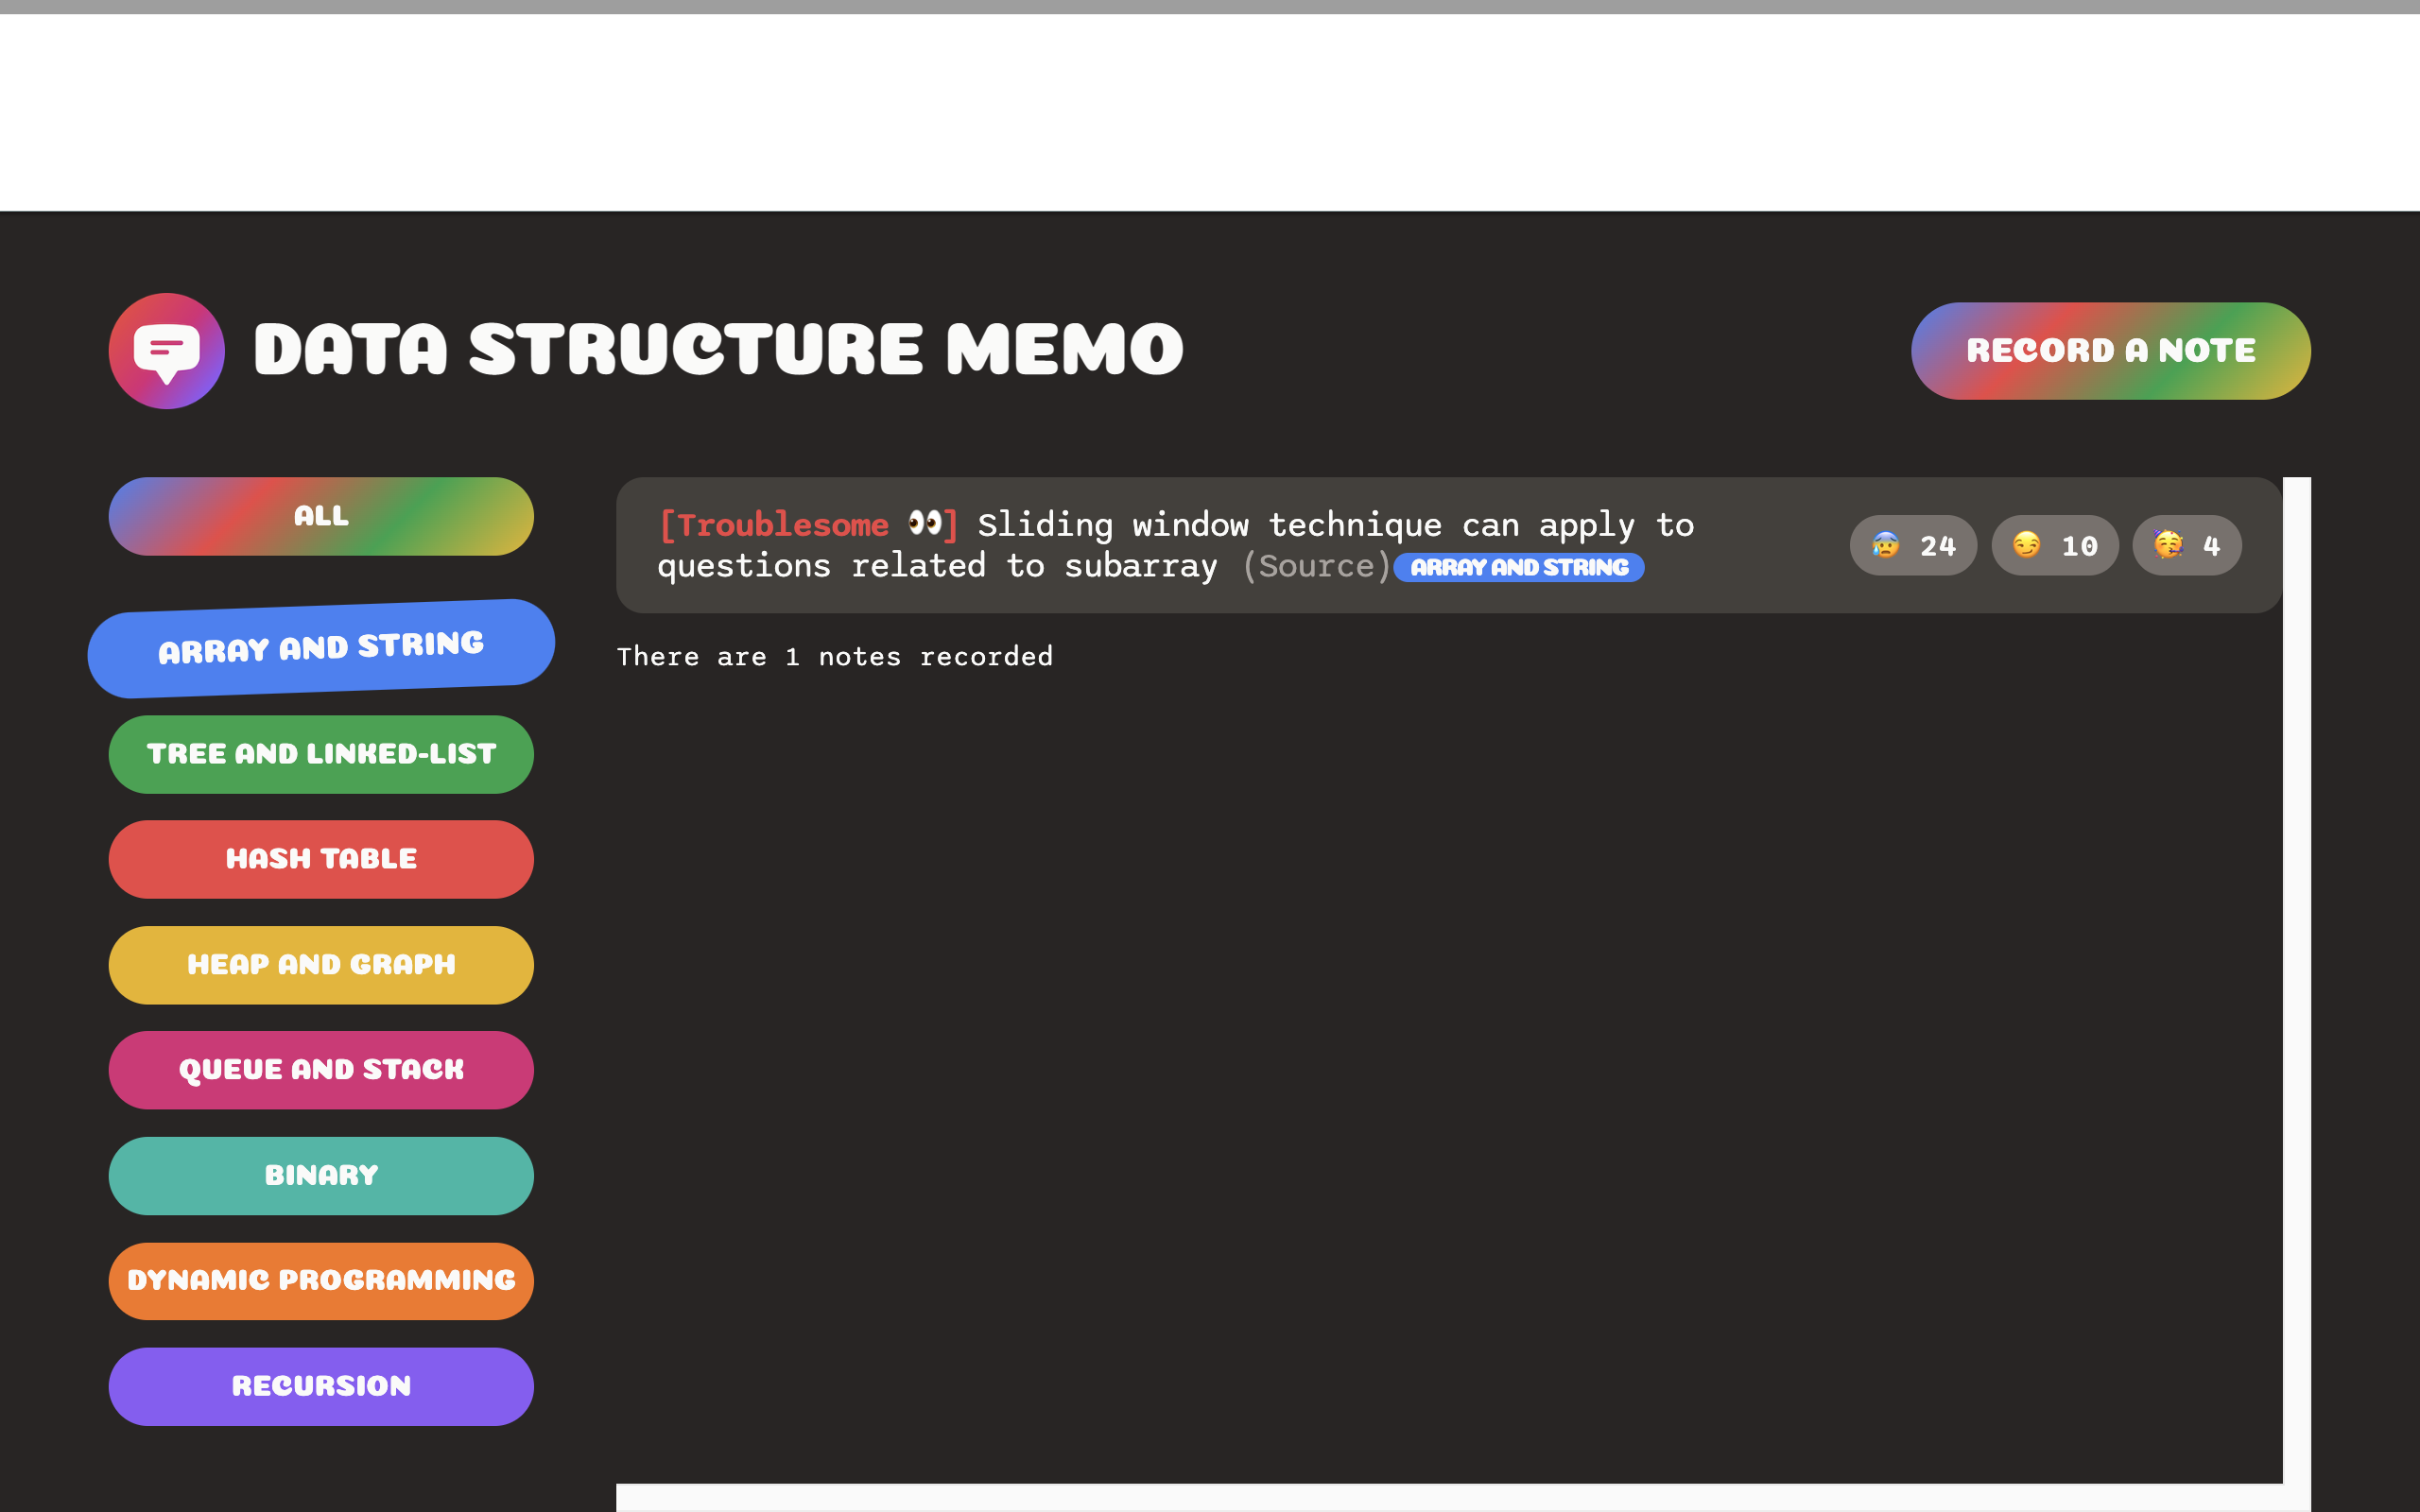 DATA STRUCTURE MEMO
RECORD A NOTE
ALL
ARRAY AND STRING
TREE AND LINKED-LIST
HASH TABLE
HEAP AND GRAPH
QUEUE AND STACK
BINARY
DYNAMIC PROGRAMMING
RECURSION
[Troublesome 👀] Sliding window technique can apply to
questions related to subarray (Source) ARRAY AND STRING
😰 24 😏 10 🥳 4
There are 1 notes recorded